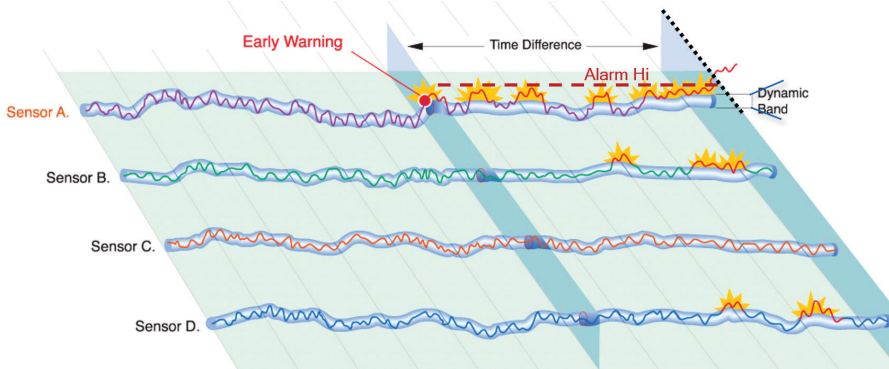 Early Warning
Time Difference
Alarm Hi
Dynamic
Band
Sensor A.
Sensor B.
Sensor C.
Sensor D.